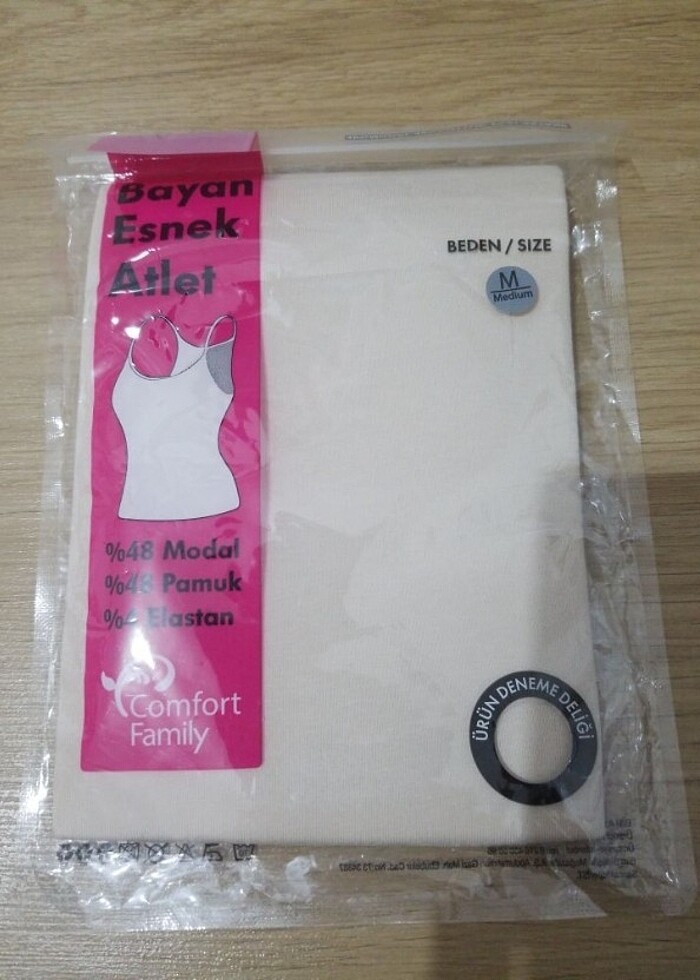 Bayan
Esnek
Atlet
BEDEN / SIZE
M
Medium
%48 Modal
%48 Pamuk
%4 Elastan
Comfort
Family
ÜRÜN DENEME DELİĞİ